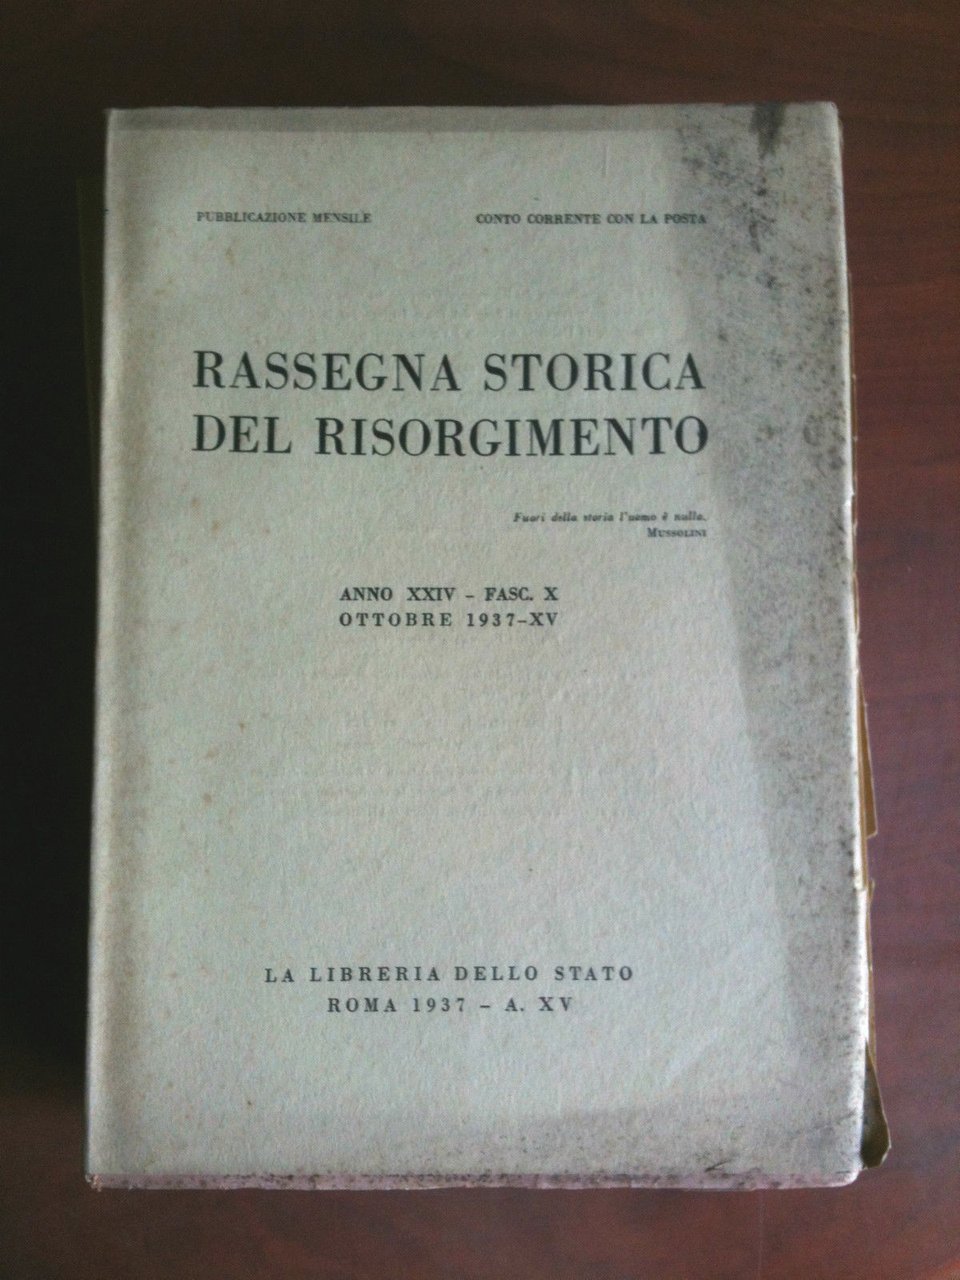 PUBBLICAZIONE MENSILE CONTO CORRENTE CON LA POSTA
RASSEGNA STORICA
DEL RISORGIMENTO
Fuori della storia l'uomo è nulla.
MUSSOLINI
ANNO XXIV - FASC. X
OTTOBRE 1937-XV
LA LIBRERIA DELLO STATO
ROMA 1937 - A. XV